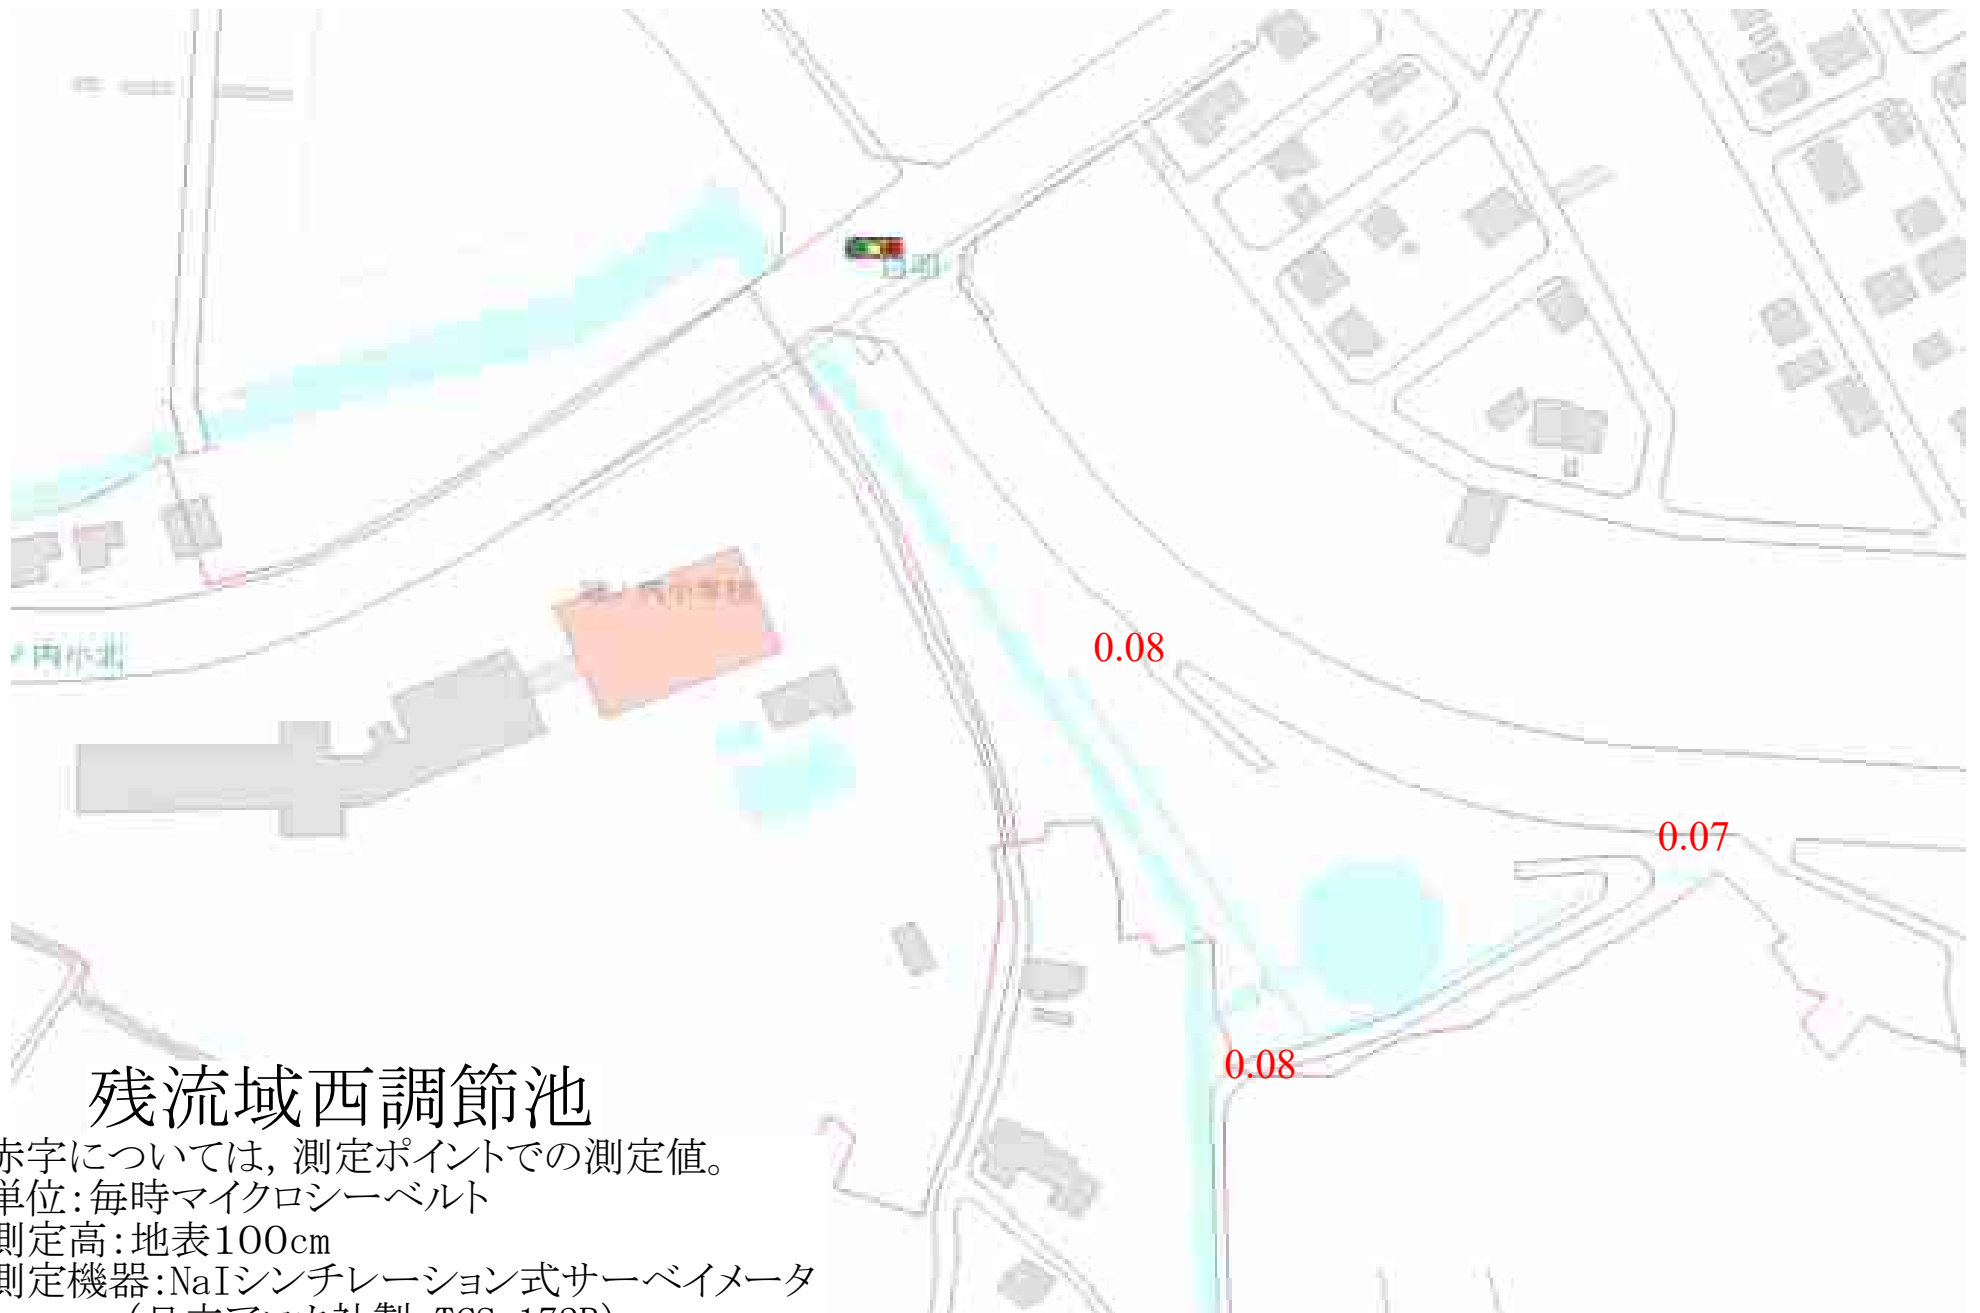 内小北
0.08
0.07
0.08
残流域西調節池
赤字については，測定ポイントでの測定値。
単位：毎時マイクロシーベルト
測定高：地表100cm
測定機器：NaIシンチレーション式サーベイメータ